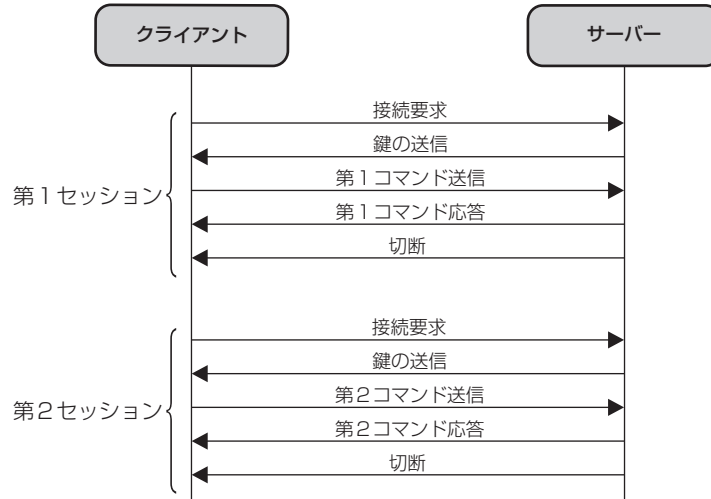 クライアント
サーバー
第1セッション
接続要求
鍵の送信
第1コマンド送信
第1コマンド応答
切断
第2セッション
接続要求
鍵の送信
第2コマンド送信
第2コマンド応答
切断